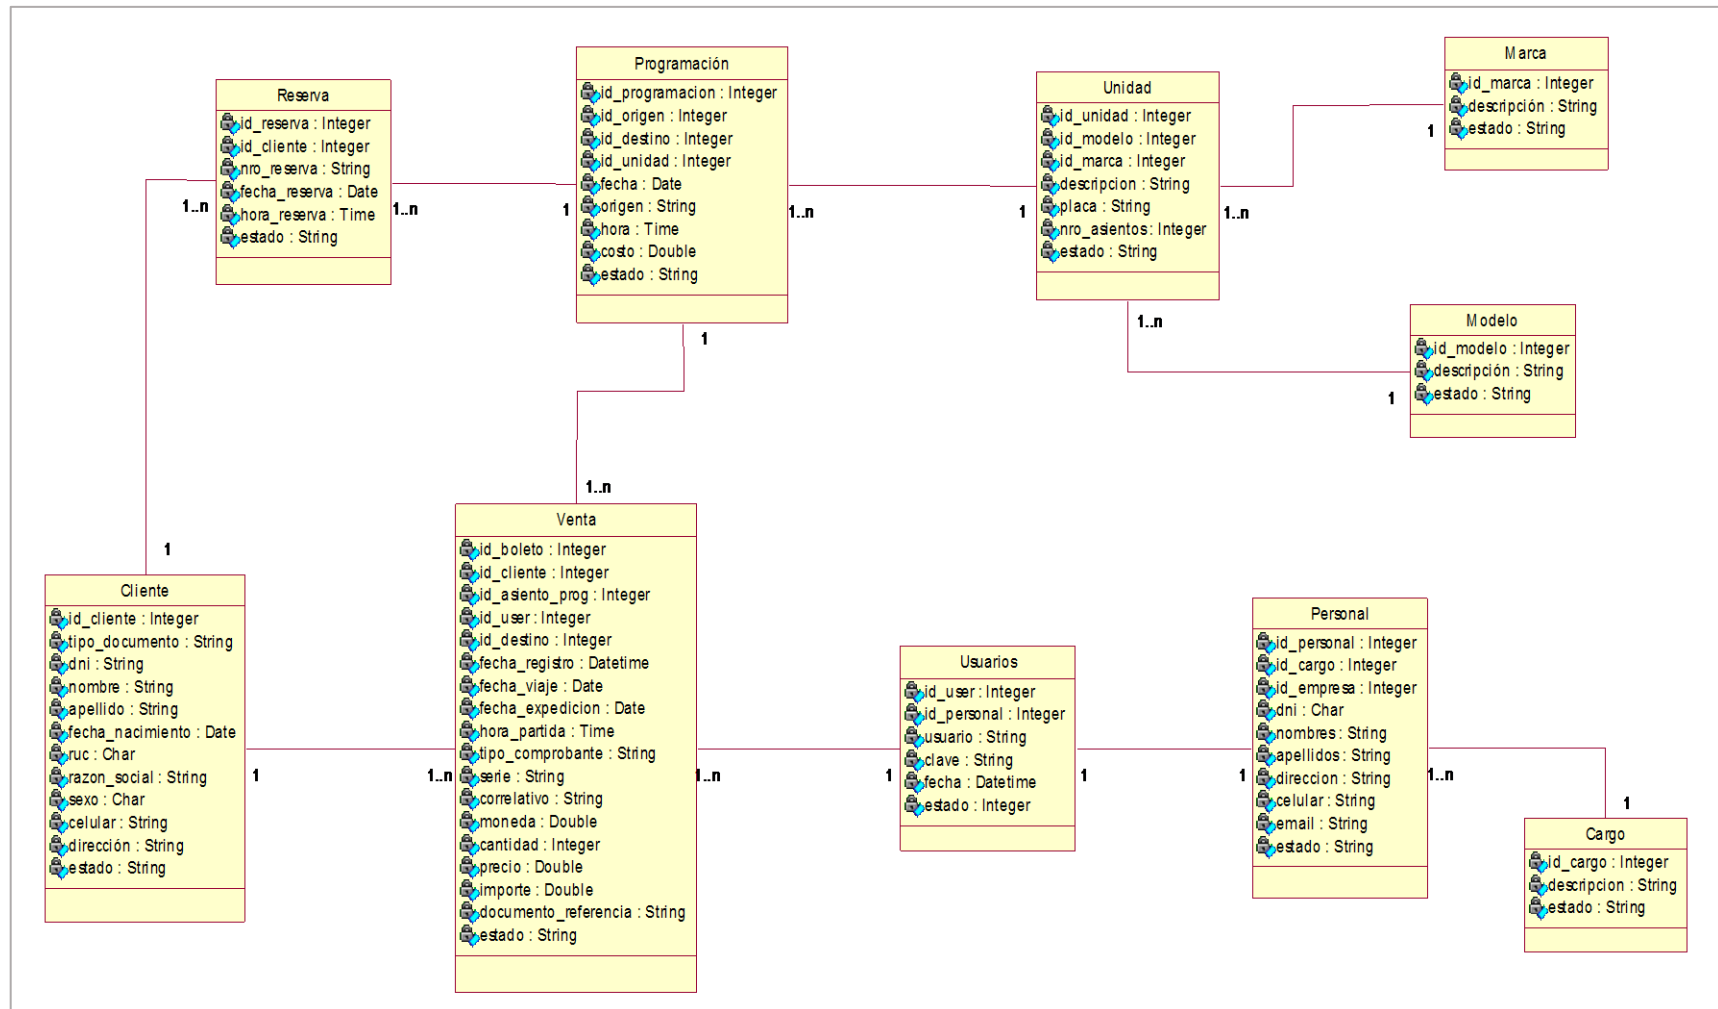 Reserva
id_reserva : Integer
id_cliente : Integer
nro_reserva : String
fecha_reserva : Date
hora_reserva : Time
estado : String
1..n
1..n
Programación
id_programacion : Integer
id_origen : Integer
id_destino : Integer
id_unidad : Integer
fecha : Date
origen : String
hora : Time
costo : Double
estado : String
1
1..n
1
Unidad
id_unidad : Integer
id_modelo : Integer
id_marca : Integer
descripcion : String
placa : String
nro_asientos : Integer
estado : String
1
1..n
1..n
Marca
id_marca : Integer
descripción : String
estado : String
1
Modelo
id_modelo : Integer
descripción : String
estado : String
1
1
Cliente
id_cliente : Integer
tipo_documento : String
dni : String
nombre : String
apellido : String
fecha_nacimiento : Date
ruc : Char
razon_social : String
sexo : Char
celular : String
dirección : String
estado : String
1
1..n
1..n
Venta
id_boleto : Integer
id_cliente : Integer
id_asiento_prog : Integer
id_user : Integer
id_destino : Integer
fecha_registro : Datetime
fecha_viaje : Date
fecha_expedicion : Date
hora_partida : Time
tipo_comprobante : String
serie : String
correlativo : String
moneda : Double
cantidad : Integer
precio : Double
importe : Double
documento_referencia : String
estado : String
1..n
1
Usuarios
id_user : Integer
id_personal : Integer
usuario : String
clave : String
fecha : Datetime
estado : Integer
1
1
Personal
id_personal : Integer
id_cargo : Integer
id_empresa : Integer
dni : Char
nombres : String
apellidos : String
direccion : String
celular : String
email : String
estado : String
1..n
1
Cargo
id_cargo : Integer
descripcion : String
estado : String